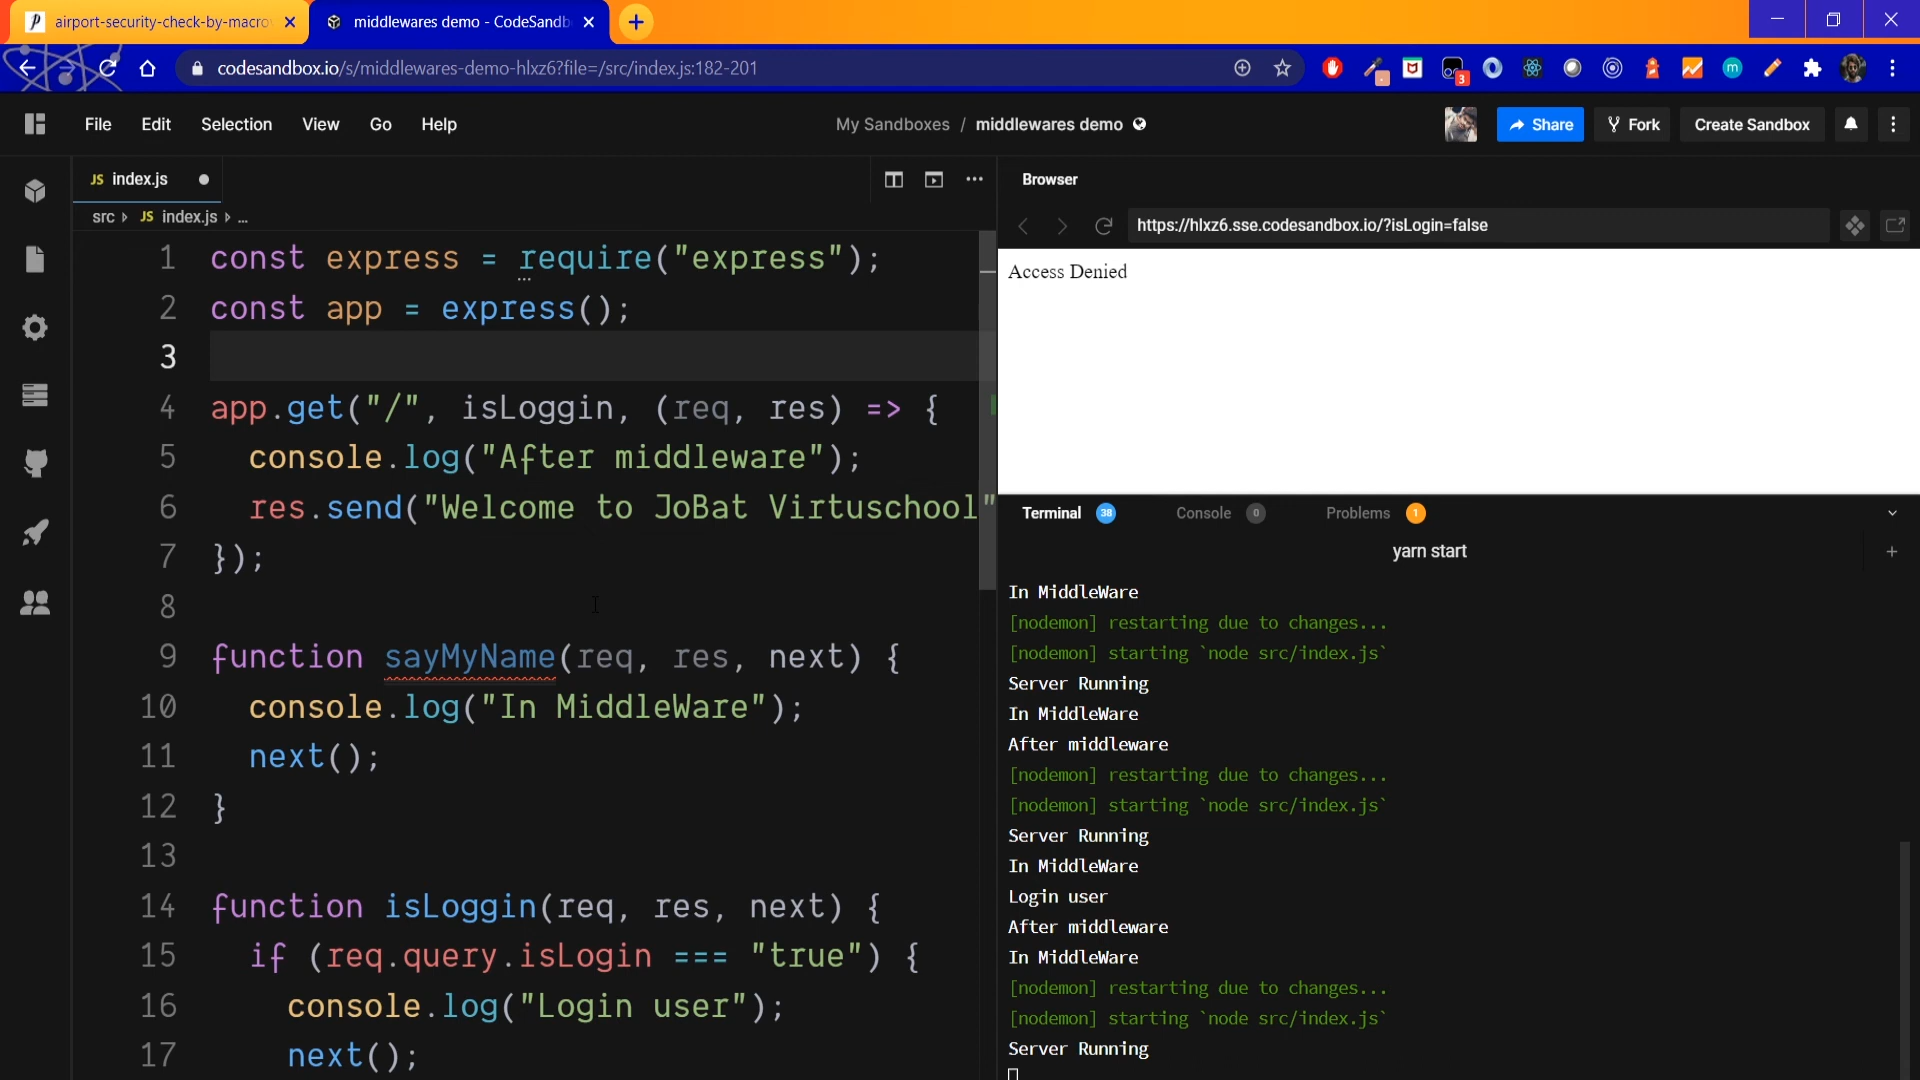 airport-security-check-by-macro
middlewares demo - CodeSandb
codesandbox.io/s/middlewares-demo-hlxz6?file=/src/index.js:182-201
3
m
File Edit Selection View Go Help
My Sandboxes / middlewares demo
Share Fork Create Sandbox
JS index.js
src JS index.js ...
1 const express = require("express");
2 const app = express();
3
4 app.get("/", isLoggin, (req, res) => {
5 console.log("After middleware");
6 res.send("Welcome to JoBat Virtuschool"
7 });
8
9 function sayMyName(req, res, next) {
10 console.log("In MiddleWare");
11 next();
12 }
13
14 function isLoggin(req, res, next) {
15 if (req.query.isLogin === "true") {
16 console.log("Login user");
17 next();
Browser
https://hlxz6.sse.codesandbox.io/?isLogin=false
Access Denied
Terminal 38 Console 0 Problems 1
yarn start
In MiddleWare
[nodemon] restarting due to changes...
[nodemon] starting `node src/index.js`
Server Running
In MiddleWare
After middleware
[nodemon] restarting due to changes...
[nodemon] starting `node src/index.js`
Server Running
In MiddleWare
Login user
After middleware
In MiddleWare
[nodemon] restarting due to changes...
[nodemon] starting `node src/index.js`
Server Running